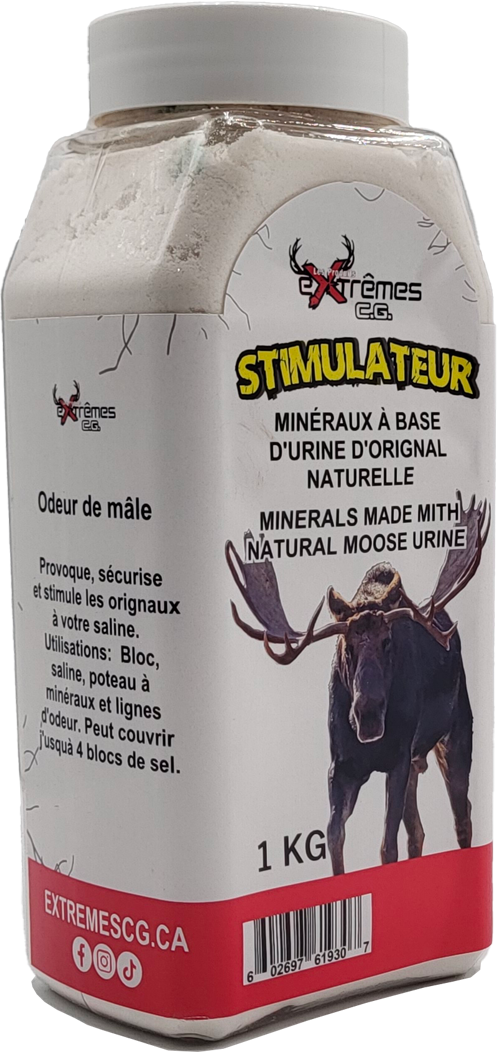 extrêmes
C.G.
STIMULATEUR
MINÉRAUX À BASE
D'URINE D'ORIGNAL
NATURELLE
MINERALS MADE MITH
NATURAL MOOSE URINE
1 KG
6 02697 61930 7
extrêmes
C.G.
Odeur de mâle
Provoque, sécurise
et stimule les orignaux
à votre saline.
Utilisations: Bloc,
saline, poteau à
minéraux et lignes
d'odeur. Peut couvrir
jusquà 4 blocs de sel.
EXTREMESCG.CA